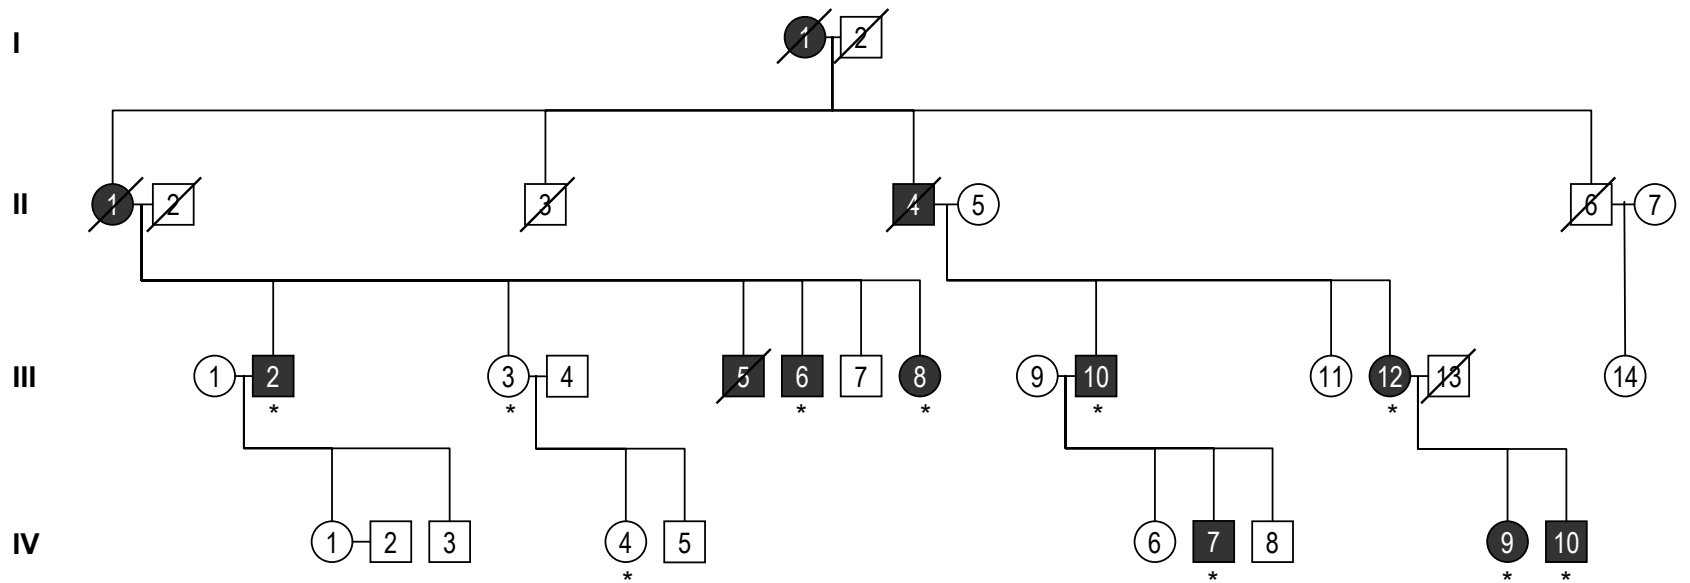 I 1 2
II 1 2 3 4 5 6 7
III 1 2 3 4 5 6 7 8 9 10 11 12 13 14
* * * * * *
IV 1 2 3 4 5 6 7 8 9 10
* * * *